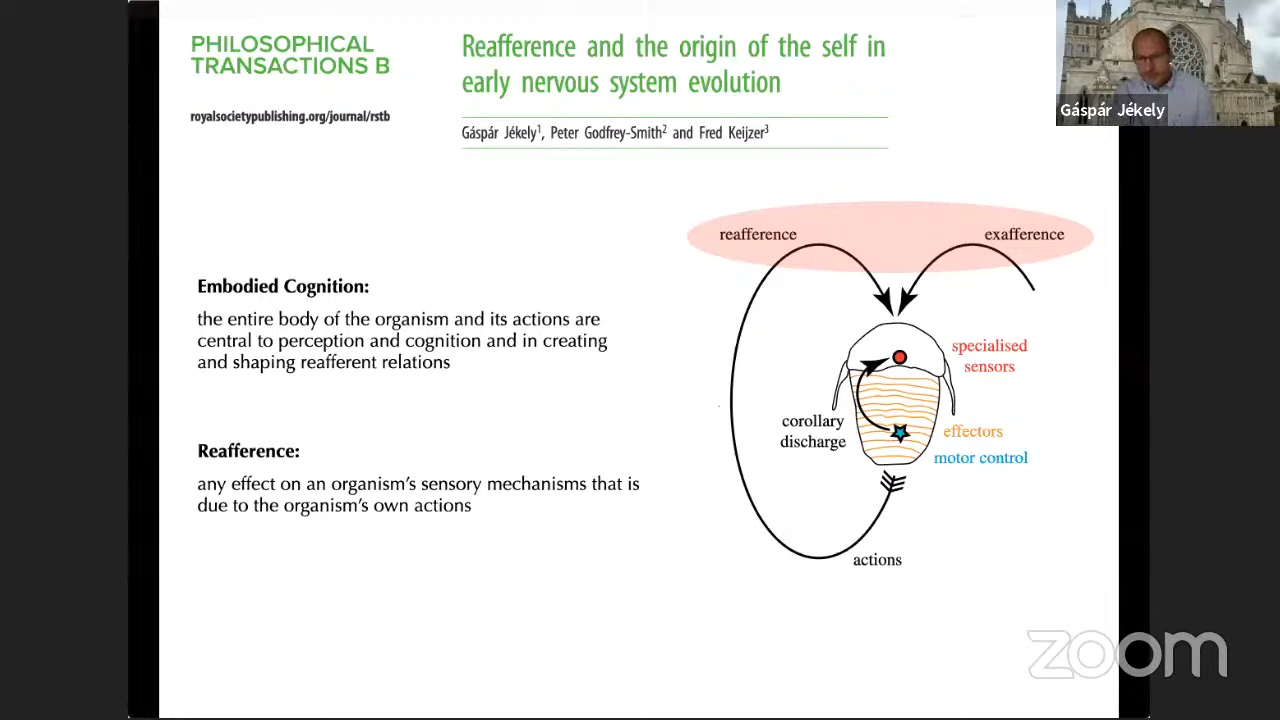 PHILOSOPHICAL
TRANSACTIONS B
royalsocietypublishing.org/journal/rstb
Reafference and the origin of the self in
early nervous system evolution
Gáspár Jékely1, Peter Godfrey-Smith2 and Fred Keijzer3
Gáspár Jékely
Embodied Cognition:
the entire body of the organism and its actions are
central to perception and cognition and in creating
and shaping reafferent relations
Reafference:
any effect on an organism's sensory mechanisms that is
due to the organism's own actions
reafference
exafference
specialised
sensors
corollary
discharge
effectors
motor control
actions
zoom